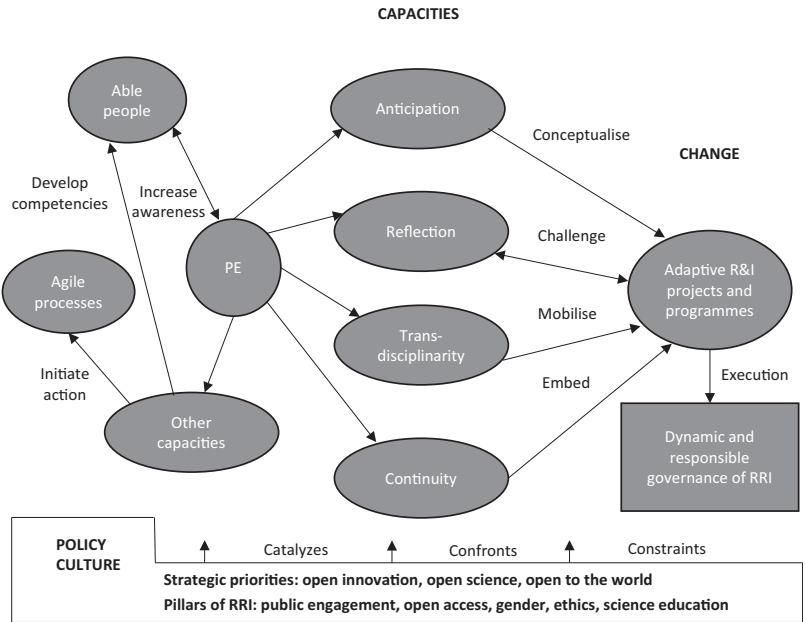 CAPACITIES
Able
people
Anticipation
Conceptualise
CHANGE
Develop
competencies
Increase
awareness
Reflection
Challenge
PE
Agile
processes
Adaptive R&I
projects and
programmes
Mobilise
Trans-
disciplinarity
Initiate
action
Embed
Execution
Other
capacities
Continuity
Dynamic and
responsible
governance of RRI
POLICY
CULTURE
Catalyzes
Confronts
Constraints
Strategic priorities: open innovation, open science, open to the world
Pillars of RRI: public engagement, open access, gender, ethics, science education